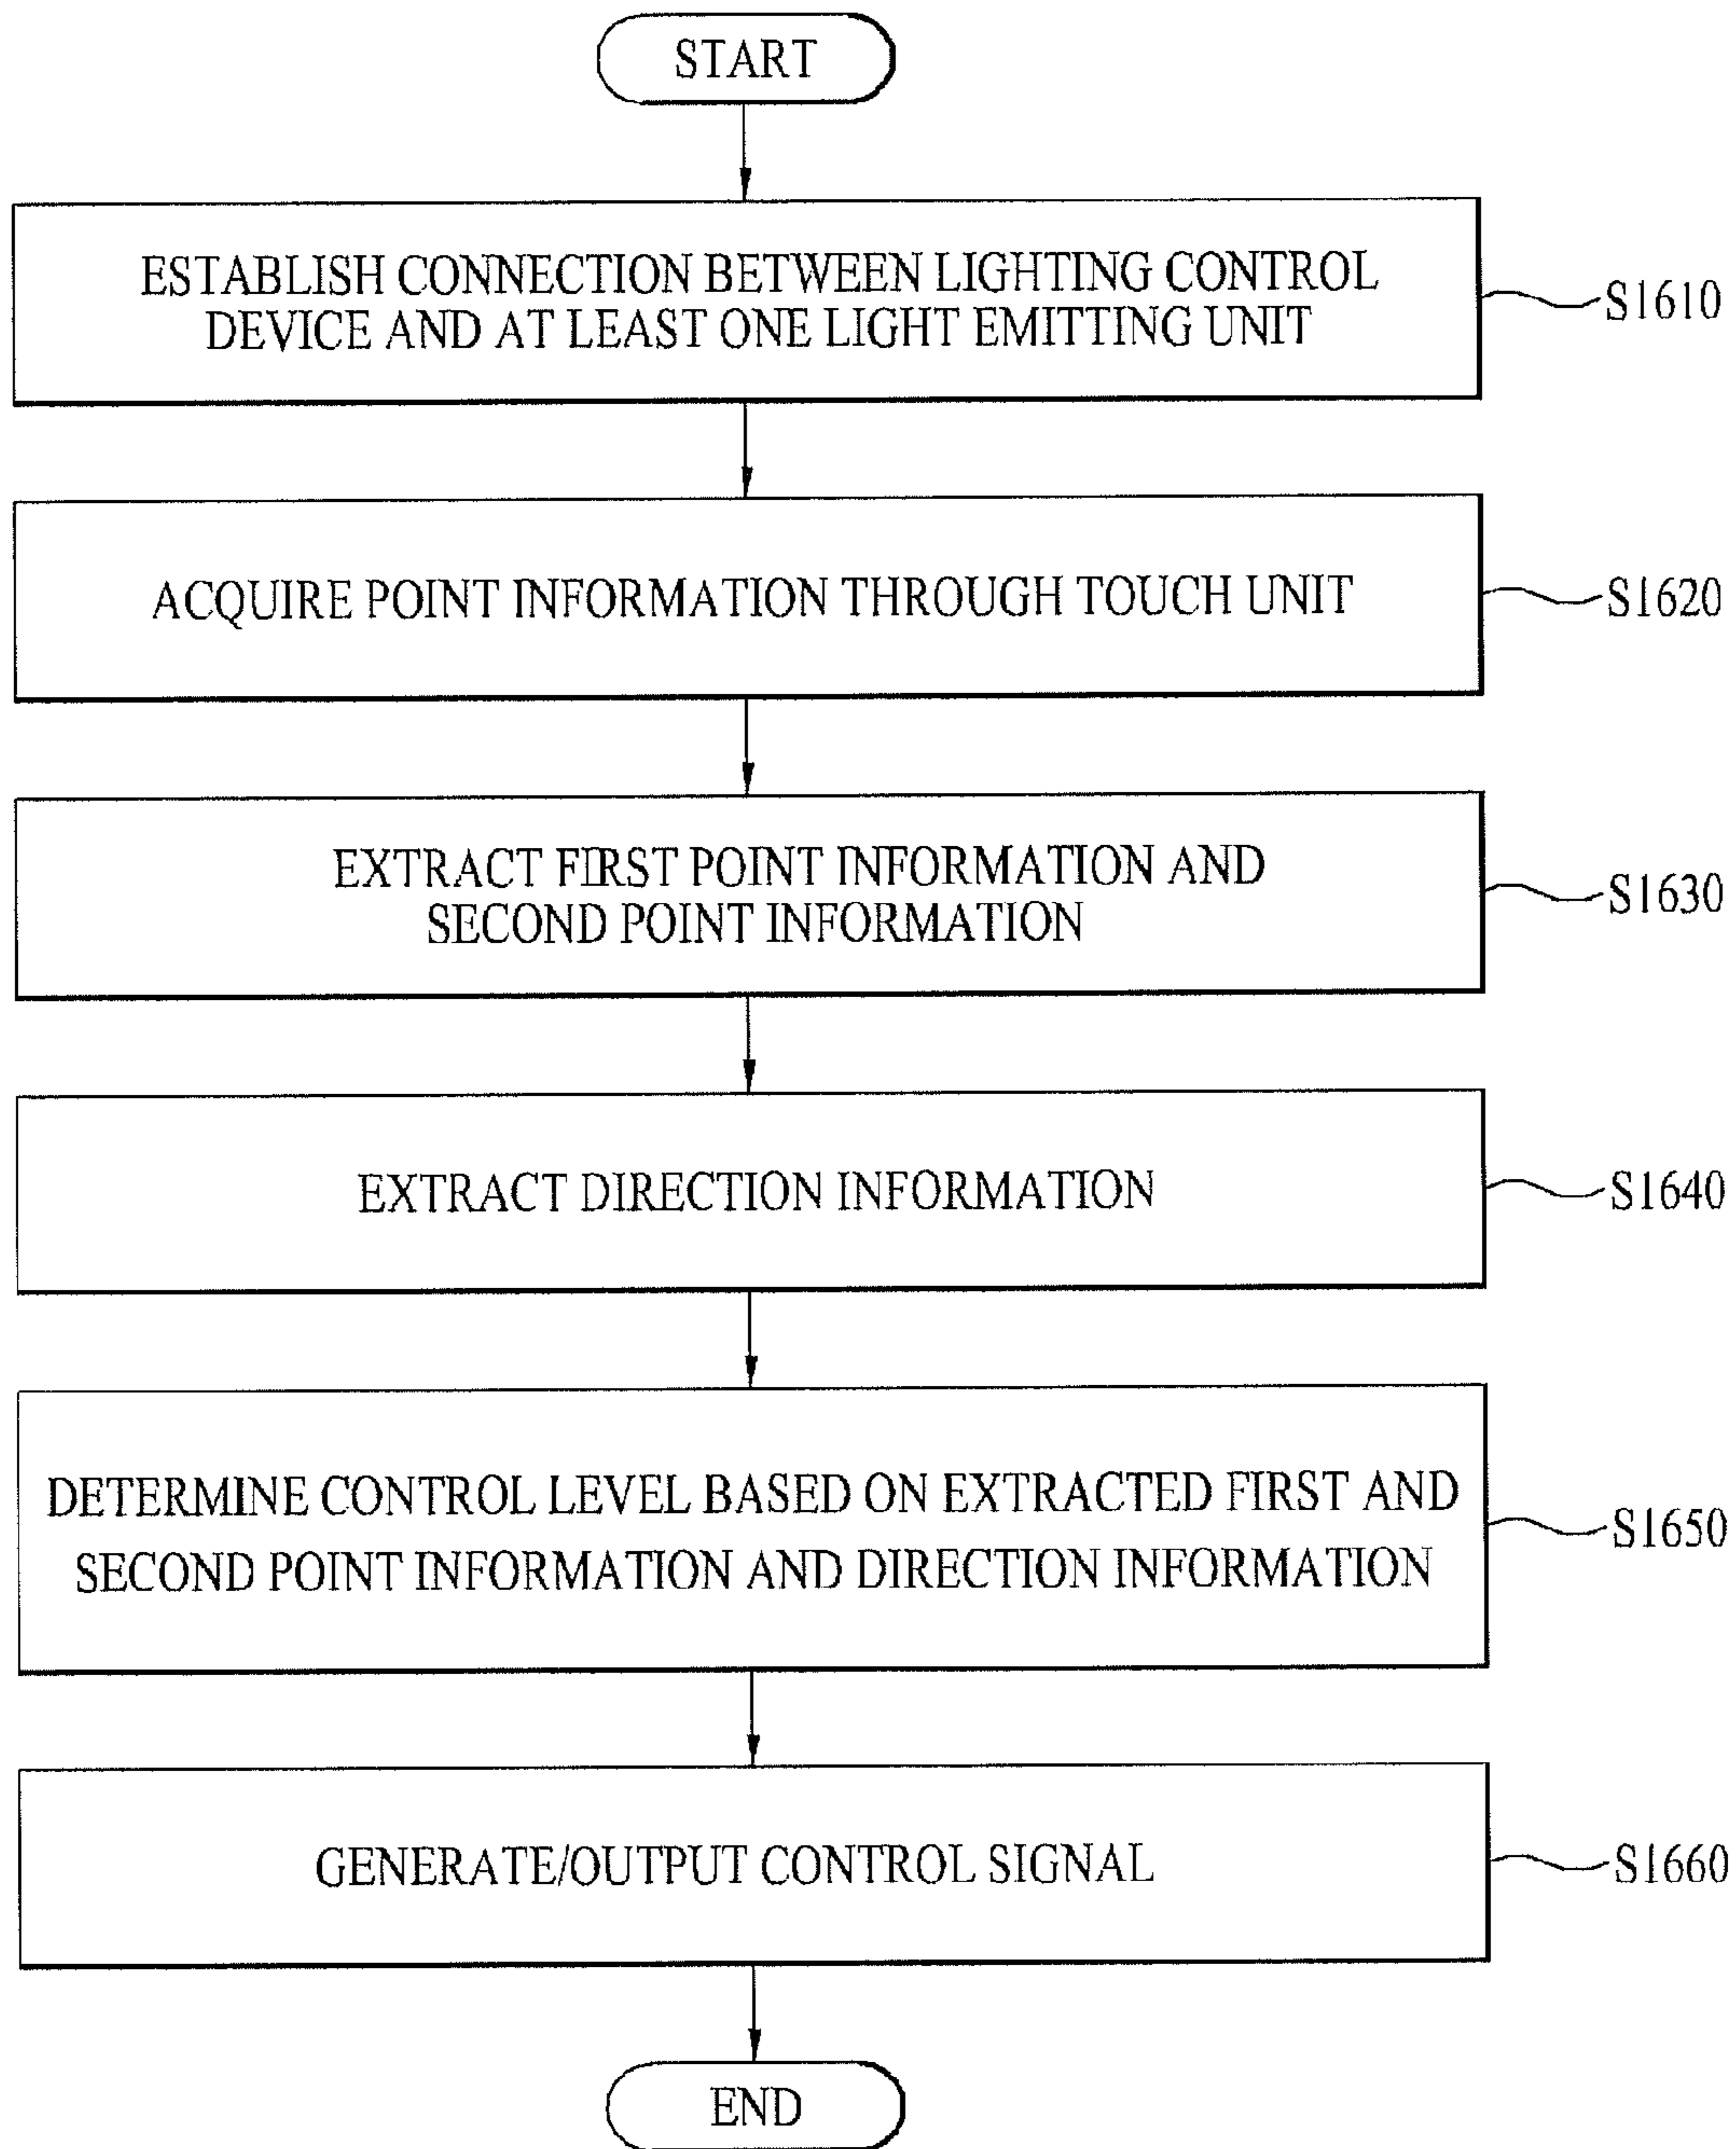 START
ESTABLISH CONNECTION BETWEEN LIGHTING CONTROL
DEVICE AND AT LEAST ONE LIGHT EMITTING UNIT
S1610
ACQUIRE POINT INFORMATION THROUGH TOUCH UNIT
S1620
EXTRACT FIRST POINT INFORMATION AND
SECOND POINT INFORMATION
S1630
EXTRACT DIRECTION INFORMATION
S1640
DETERMINE CONTROL LEVEL BASED ON EXTRACTED FIRST AND
SECOND POINT INFORMATION AND DIRECTION INFORMATION
S1650
GENERATE/OUTPUT CONTROL SIGNAL
S1660
END